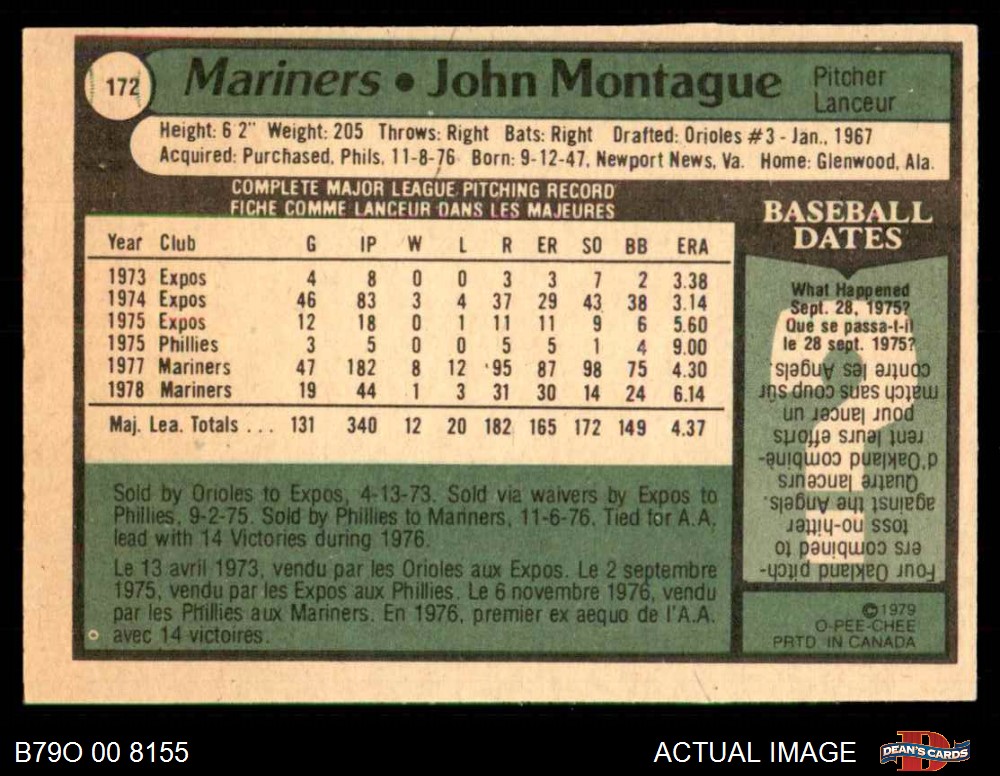 172
Mariners • John Montague
Pitcher
Lanceur
Height: 6 2" Weight: 205 Throws: Right Bats: Right Drafted: Orioles #3 - Jan., 1967
Acquired: Purchased, Phils, 11-8-76 Born: 9-12-47, Newport News, Va. Home: Glenwood, Ala.
COMPLETE MAJOR LEAGUE PITCHING RECORD
FICHE COMME LANCEUR DANS LES MAJEURES
Year Club G IP W L R ER SO BB ERA
1973 Expos 4 8 0 0 3 3 7 2 3.38
1974 Expos 46 83 3 4 37 29 43 38 3.14
1975 Expos 12 18 0 1 11 11 9 6 5.60
1975 Phillies 3 5 0 0 5 5 1 4 9.00
1977 Mariners 47 182 8 12 95 87 98 75 4.30
1978 Mariners 19 44 1 3 31 30 14 24 6.14
Maj. Lea. Totals ... 131 340 12 20 182 165 172 149 4.37
Sold by Orioles to Expos, 4-13-73. Sold via waivers by Expos to
Phillies, 9-2-75. Sold by Phillies to Mariners, 11-6-76. Tied for A.A.
lead with 14 Victories during 1976.
Le 13 avril 1973, vendu par les Orioles aux Expos. Le 2 septembre
1975, vendu par les Expos aux Phillies. Le 6 novembre 1976, vendu
par les Phillies aux Mariners. En 1976, premier ex aequo de l'A.A.
avec 14 victoires.
BASEBALL
DATES
What Happened
Sept. 28, 1975?
Que se passa-t-il
le 28 sept. 1975?
Four Oakland pitch-
ers combined to
toss no-hitter
against the Angels.
Quatre lanceurs
d'Oakland combine-
rent leurs efforts
pour lancer un
match sans coup sûr
contre les Angels
©1979
O-PEE-CHEE
PRTD IN CANADA
B79O 00 8155
ACTUAL IMAGE
D
DEAN'S CARDS